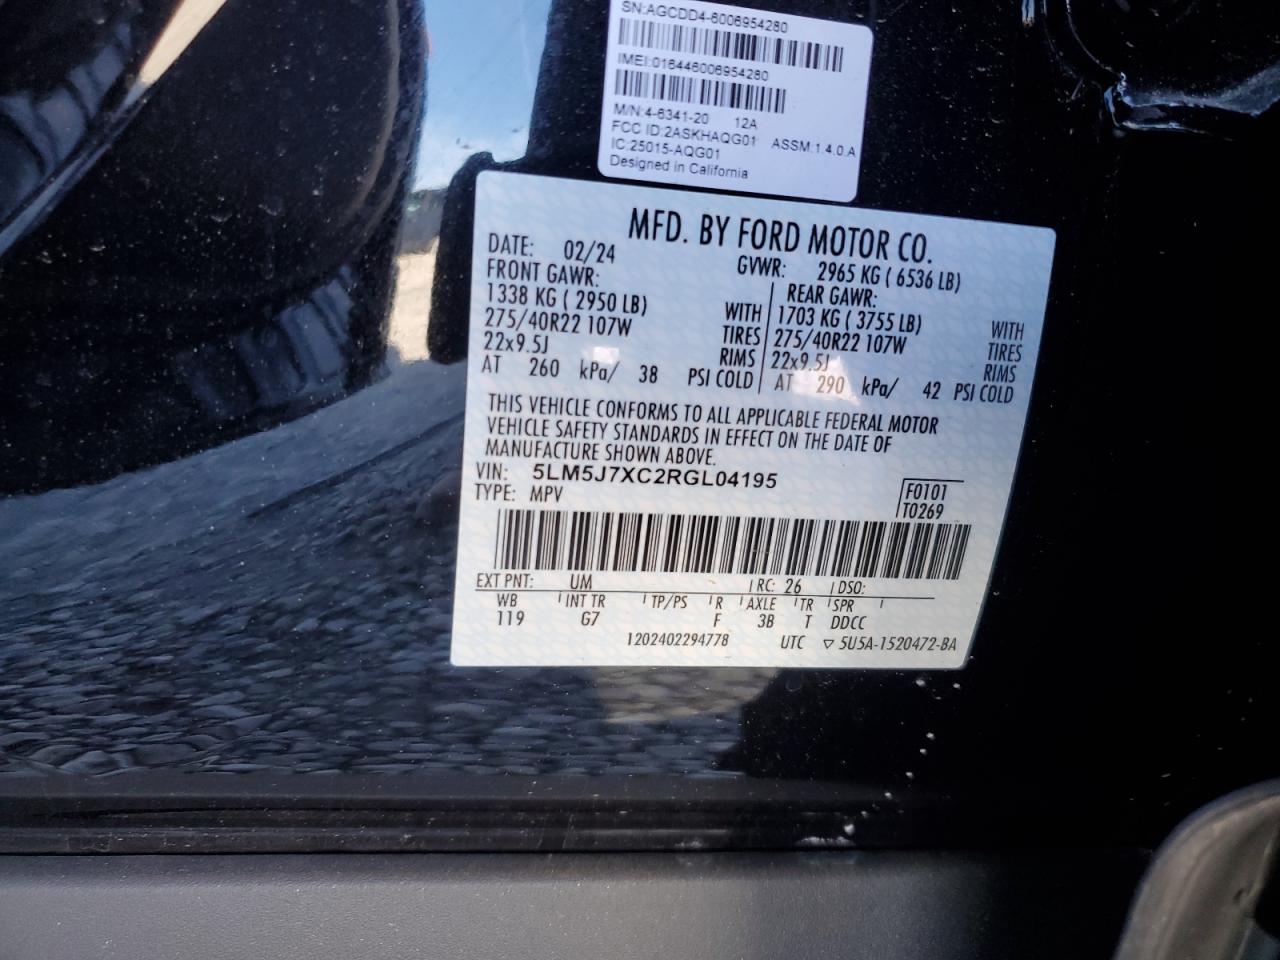 SN:AGCDD4-6006954280
IMEI:016446006954280
M/N:4-6341-20 12A
FCC ID:2ASKHAQG01 ASSM:1.4.0.A
IC:25015-AQG01
Designed in California
MFD. BY FORD MOTOR CO.
DATE: 02/24 GVWR: 2965 KG ( 6536 LB)
FRONT GAWR: REAR GAWR:
1338 KG ( 2950 LB) WITH 1703 KG ( 3755 LB) WITH
275/40R22 107W TIRES 275/40R22 107W TIRES
22x9.5J RIMS 22x9.5J RIMS
AT 260 kPa/ 38 PSI COLD AT 290 kPa/ 42 PSI COLD
THIS VEHICLE CONFORMS TO ALL APPLICABLE FEDERAL MOTOR
VEHICLE SAFETY STANDARDS IN EFFECT ON THE DATE OF
MANUFACTURE SHOWN ABOVE.
VIN: 5LM5J7XC2RGL04195
TYPE: MPV
F0101
T0269
EXT PNT: UM RC: 26 DSO:
WB INT TR TP/PS R AXLE TR SPR
119 G7 F 3B T DDCC
1202402294778 UTC ▽ 5U5A-1520472-BA